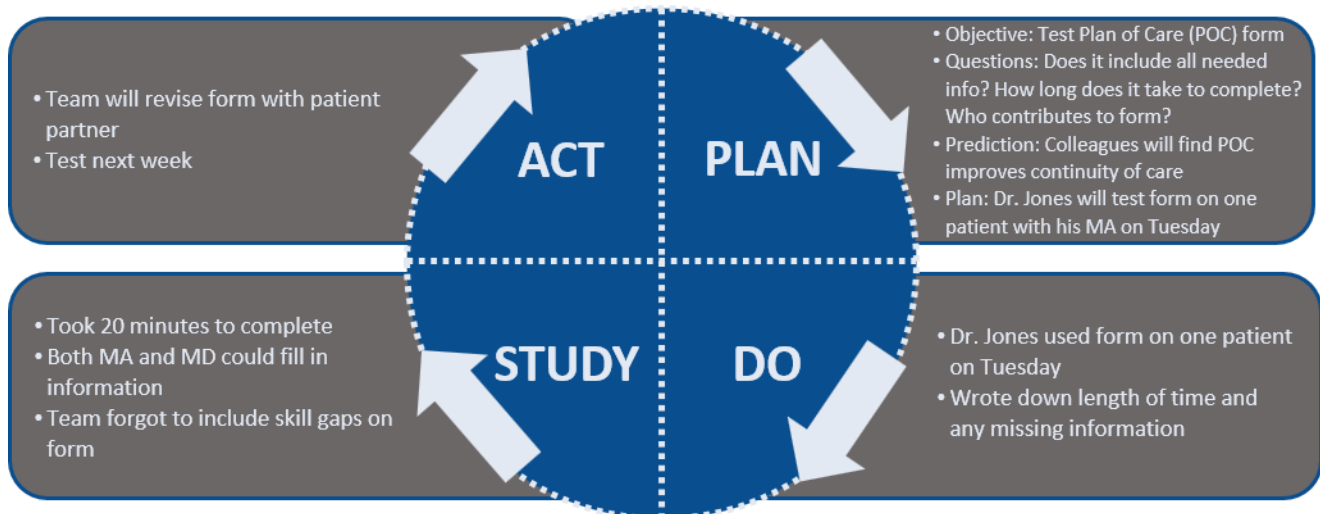 ACT
• Team will revise form with patient
partner
• Test next week
PLAN
• Objective: Test Plan of Care (POC) form
• Questions: Does it include all needed
info? How long does it take to complete?
Who contributes to form?
• Prediction: Colleagues will find POC
improves continuity of care
• Plan: Dr. Jones will test form on one
patient with his MA on Tuesday
STUDY
• Took 20 minutes to complete
• Both MA and MD could fill in
information
• Team forgot to include skill gaps on
form
DO
• Dr. Jones used form on one patient
on Tuesday
• Wrote down length of time and
any missing information